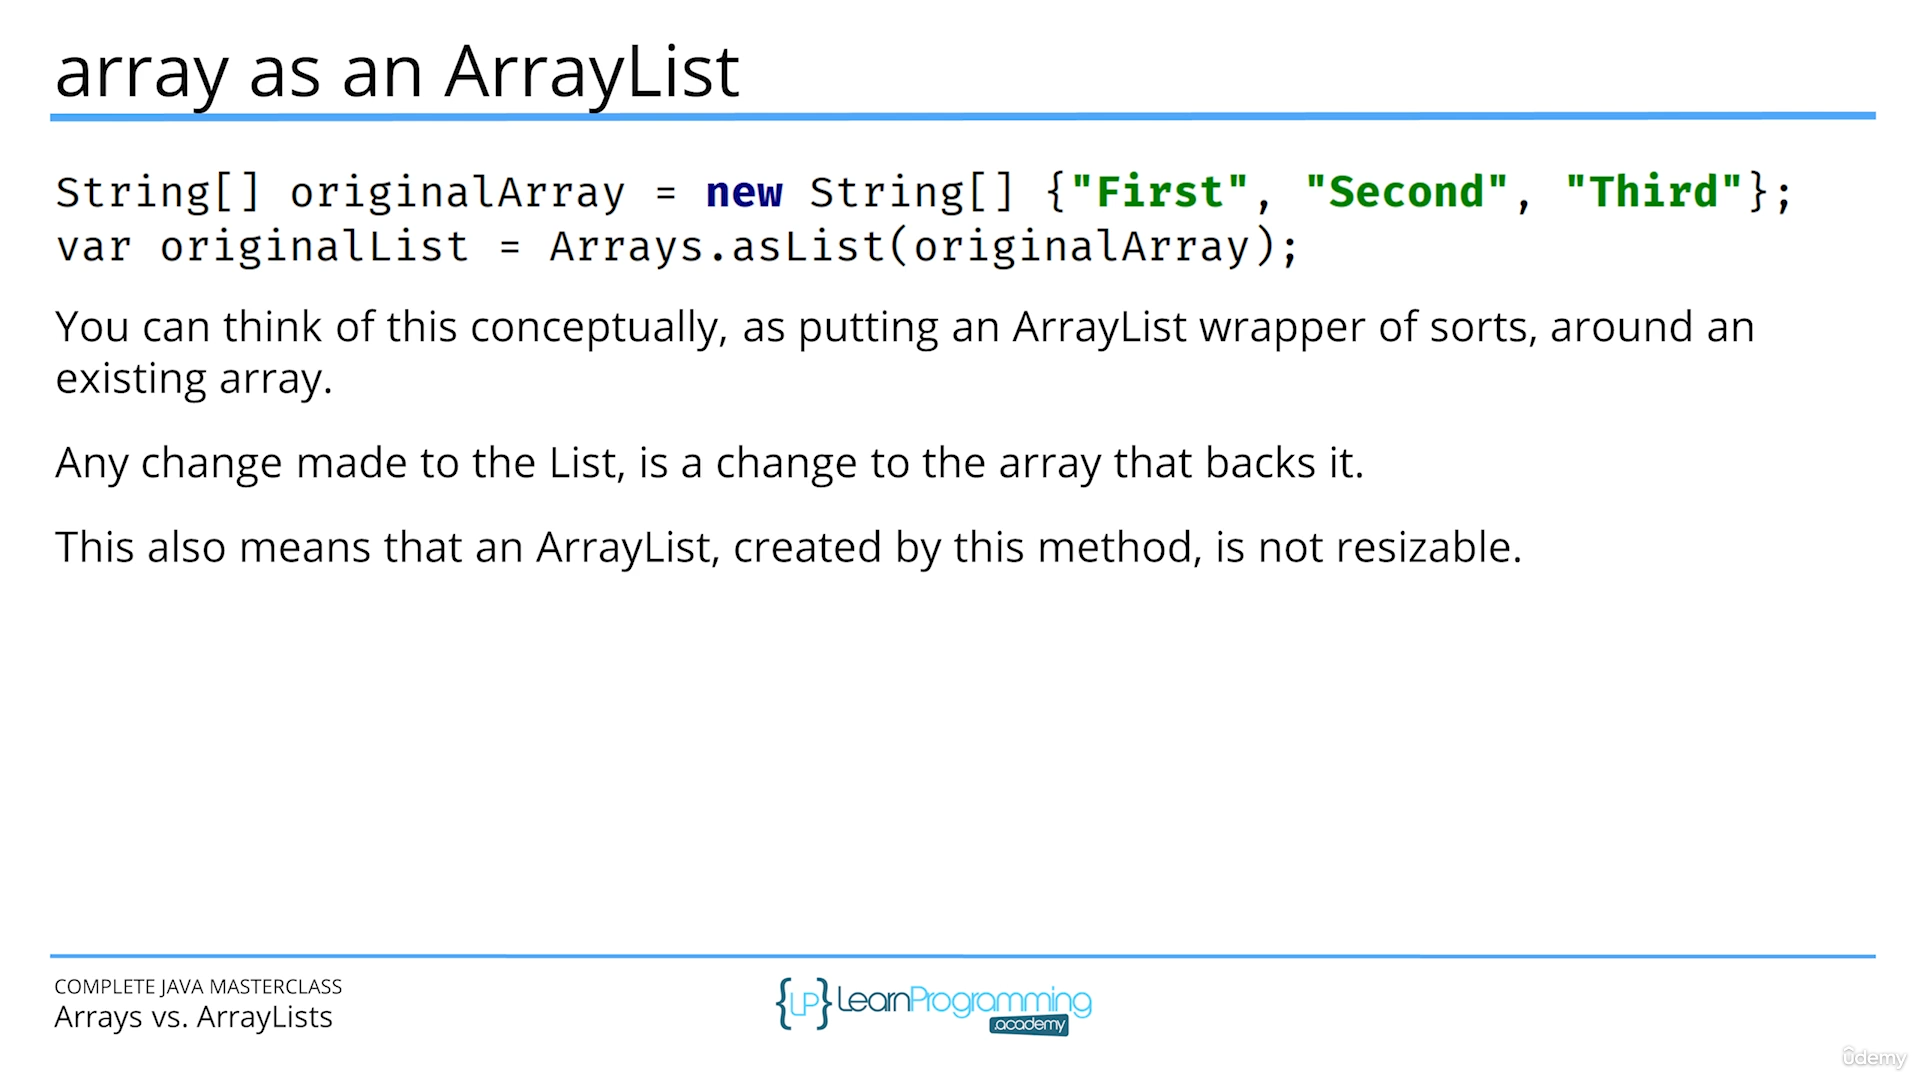 array as an ArrayList
String[] originalArray = new String[] {"First", "Second", "Third"};
var originalList = Arrays.asList(originalArray);
You can think of this conceptually, as putting an ArrayList wrapper of sorts, around an
existing array.
Any change made to the List, is a change to the array that backs it.
This also means that an ArrayList, created by this method, is not resizable.
COMPLETE JAVA MASTERCLASS
Arrays vs. ArrayLists
{LP} LearnProgramming
.academy
ûdemy